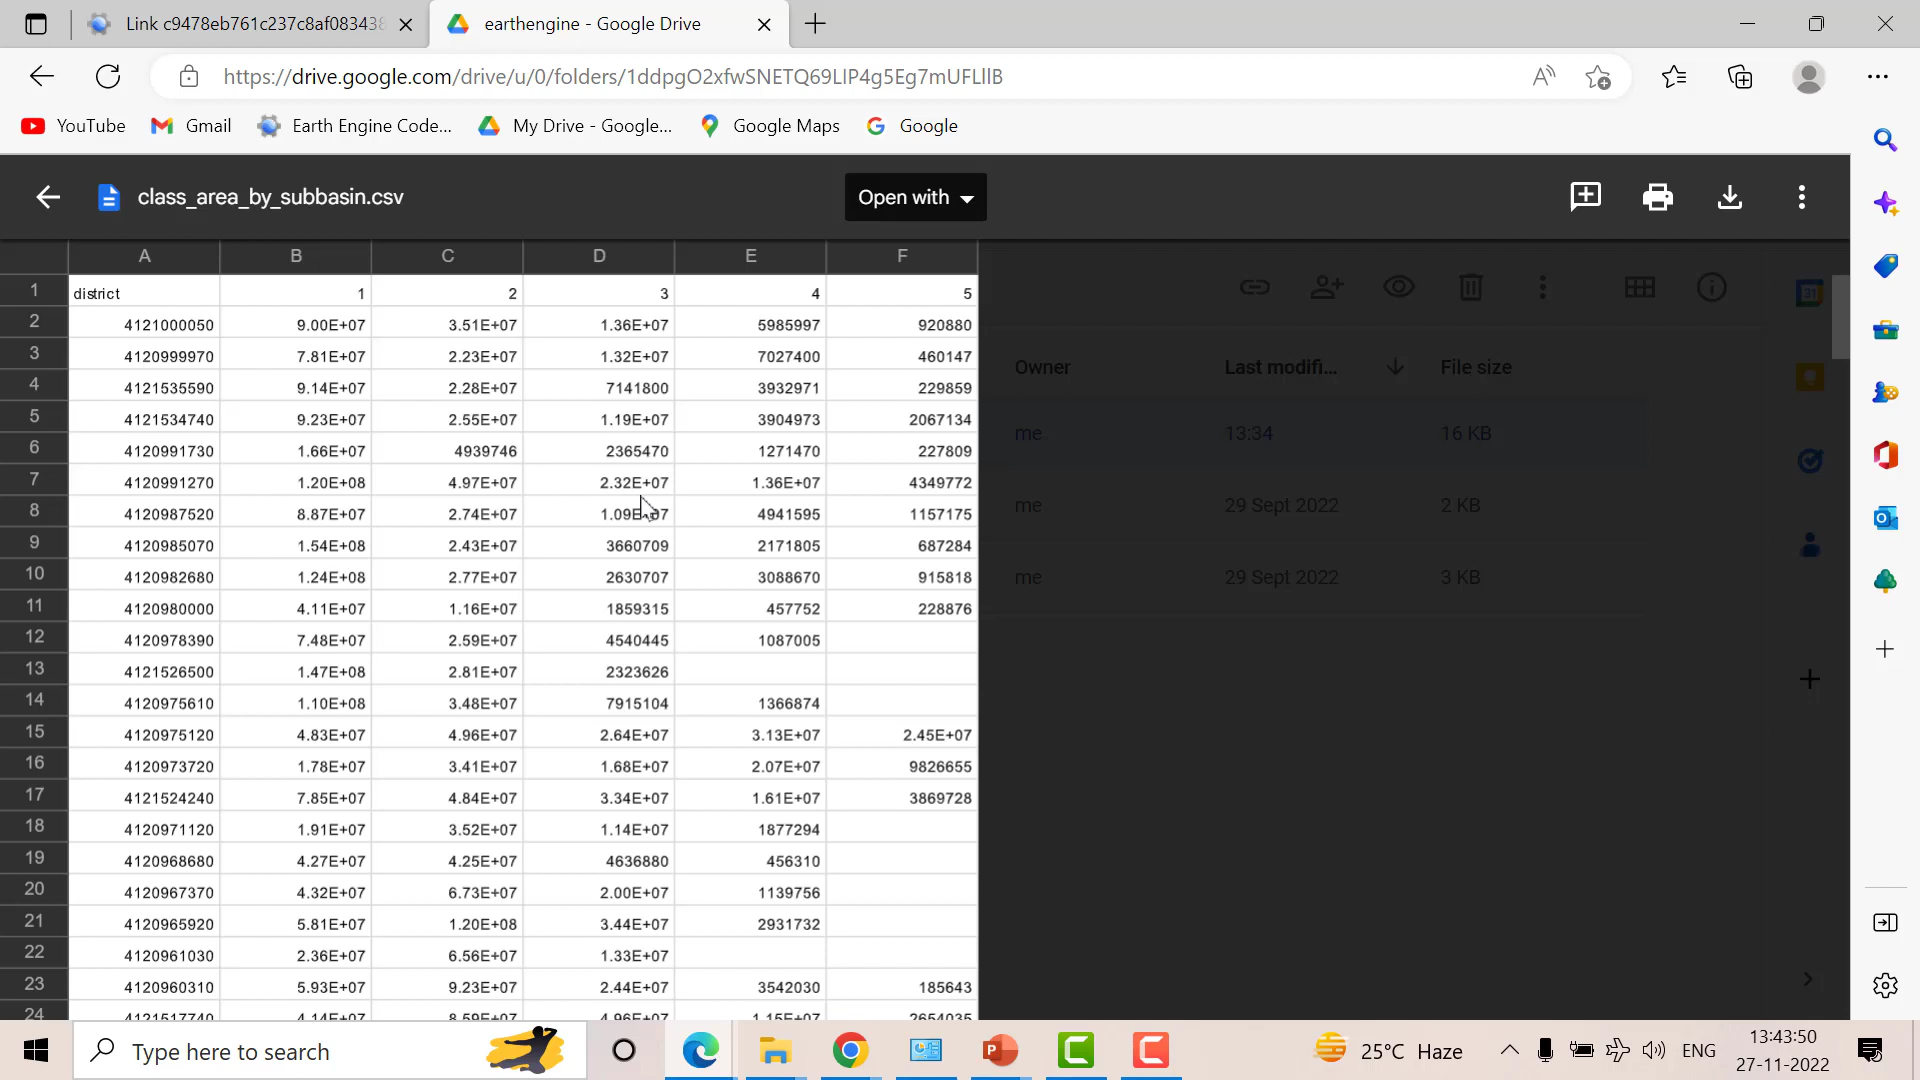 Link c9478eb761c237c8af083438
earthengine - Google Drive
https://drive.google.com/drive/u/0/folders/1ddpgO2xfwSNETQ69LlP4g5Eg7mUFLllB
YouTube Gmail Earth Engine Code... My Drive - Google... Google Maps Google
class_area_by_subbasin.csv Open with
A B C D E F
1 district 1 2 3 4 5
2 4121000050 9.00E+07 3.51E+07 1.36E+07 5985997 920880
3 4120999970 7.81E+07 2.23E+07 1.32E+07 7027400 460147
4 4121535590 9.14E+07 2.28E+07 7141800 3932971 229859
5 4121534740 9.23E+07 2.55E+07 1.19E+07 3904973 2067134
6 4120991730 1.66E+07 4939746 2365470 1271470 227809
7 4120991270 1.20E+08 4.97E+07 2.32E+07 1.36E+07 4349772
8 4120987520 8.87E+07 2.74E+07 1.09E+07 4941595 1157175
9 4120985070 1.54E+08 2.43E+07 3660709 2171805 687284
10 4120982680 1.24E+08 2.77E+07 2630707 3088670 915818
11 4120980000 4.11E+07 1.16E+07 1859315 457752 228876
12 4120978390 7.48E+07 2.59E+07 4540445 1087005
13 4121526500 1.47E+08 2.81E+07 2323626
14 4120975610 1.10E+08 3.48E+07 7915104 1366874
15 4120975120 4.83E+07 4.96E+07 2.64E+07 3.13E+07 2.45E+07
16 4120973720 1.78E+07 3.41E+07 1.68E+07 2.07E+07 9826655
17 4121524240 7.85E+07 4.84E+07 3.34E+07 1.61E+07 3869728
18 4120971120 1.91E+07 3.52E+07 1.14E+07 1877294
19 4120968680 4.27E+07 4.25E+07 4636880 456310
20 4120967370 4.32E+07 6.73E+07 2.00E+07 1139756
21 4120965920 5.81E+07 1.20E+08 3.44E+07 2931732
22 4120961030 2.36E+07 6.56E+07 1.33E+07
23 4120960310 5.93E+07 9.23E+07 2.44E+07 3542030 185643
24 4121517740 4.14E+07 8.59E+07 4.96E+07 1.15E+07 2654035
Owner Last modifi... File size
me 13:34 16 KB
me 29 Sept 2022 2 KB
me 29 Sept 2022 3 KB
31
Type here to search
25°C Haze
ENG
13:43:50
27-11-2022